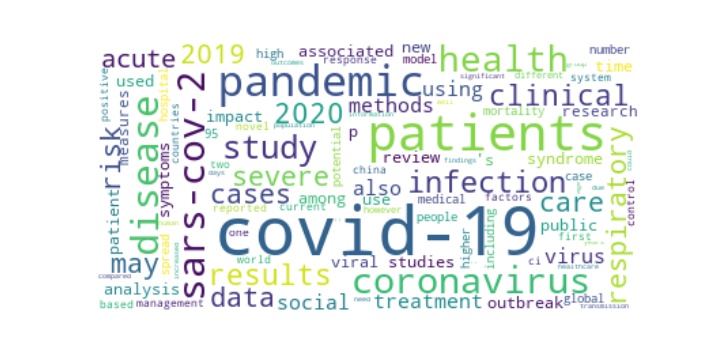 acute
2019
high
associated
new
health
number
response
model
time
outcomes
significant
different
system
group
positive
used
hospital
sars-cov-2
pandemic
using
clinical
measures
impact
2020
methods
mortality
research
risk
disease
countries
95
novel
population
information
patients
study
p
potential
review
findings
's
syndrome
respiratory
symptoms
two
days
severe
china
infection
case
control
patient
cases
among
also
use
medical
factors
due
care
reported
current
however
people
including
public
may
spread
increased
one
covid-19
higher
first
world
viral
studies
ci
virus
healthcare
compared
results
coronavirus
analysis
data
social
need
treatment
outbreak
global
based
management
transmission